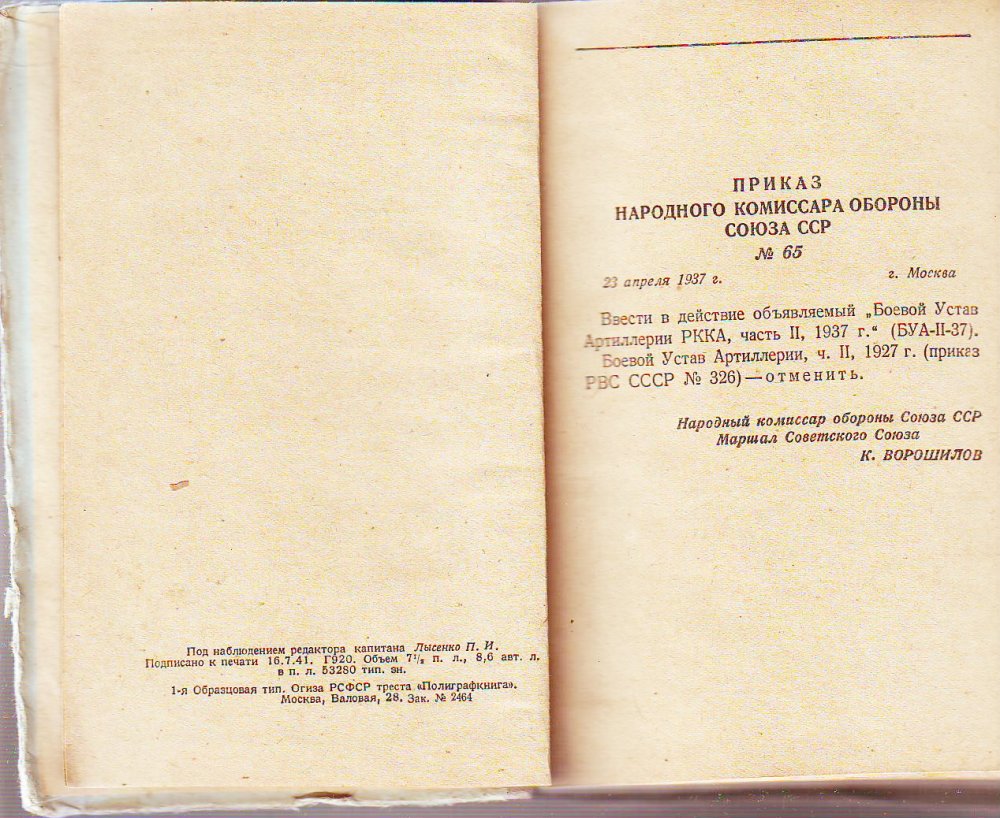 Под наблюдением редактора капитана Лысенко П. И.
Подписано к печати 16.7.41. Г920. Объем 7¹/₂ п. л., 8,6 авт. л.
в п. л. 53280 тип. зн.
1-я Образцовая тип. Огиза РСФСР треста «Полиграфкнига».
Москва, Валовая, 28. Зак. № 2464
ПРИКАЗ
НАРОДНОГО КОМИССАРА ОБОРОНЫ
СОЮЗА ССР
№ 65
23 апреля 1937 г. г. Москва
Ввести в действие объявляемый „Боевой Устав
Артиллерии РККА, часть II, 1937 г.“ (БУА-II-37).
Боевой Устав Артиллерии, ч. II, 1927 г. (приказ
РВС СССР № 326)—отменить.
Народный комиссар обороны Союза ССР
Маршал Советского Союза
К. ВОРОШИЛОВ